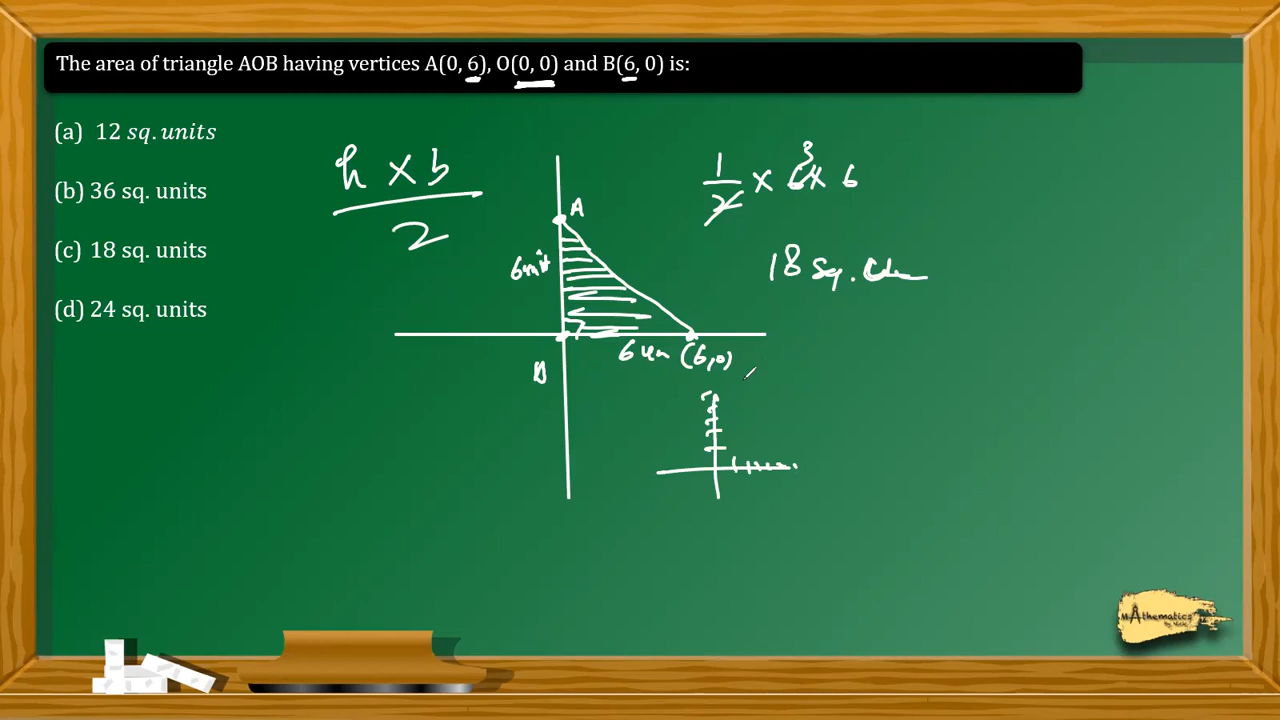 The area of triangle AOB having vertices A(0, 6), O(0, 0) and B(6, 0) is:
(a) 12 sq. units
(b) 36 sq. units
(c) 18 sq. units
(d) 24 sq. units
h × b
2
A
6 unit
6
(6,0)
1
2
× 6 × 6
3
18 sq.
MAthematics